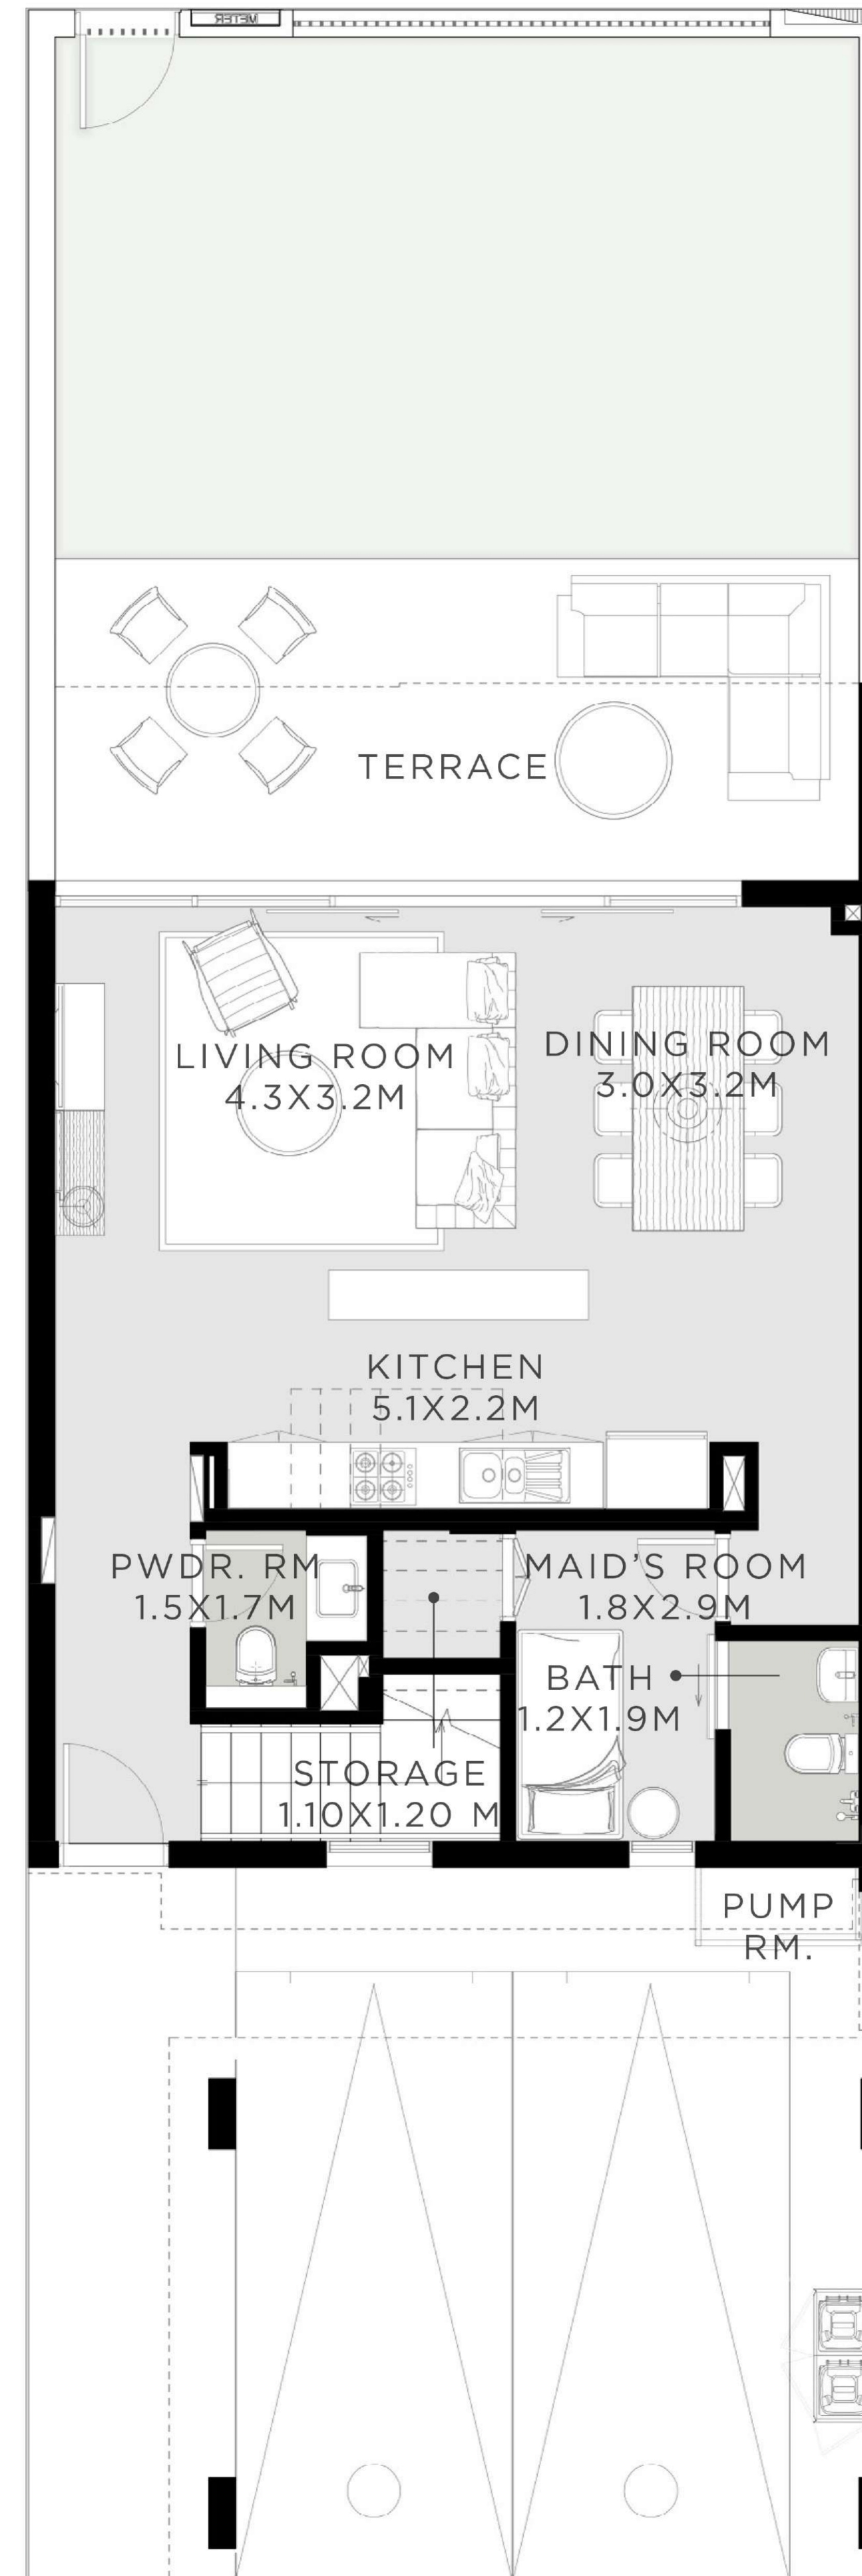 METER
TERRACE
LIVING ROOM
4.3X3.2M
DINING ROOM
3.0X3.2M
KITCHEN
5.1X2.2M
PWDR. RM
1.5X1.7M
MAID'S ROOM
1.8X2.9M
BATH
1.2X1.9M
STORAGE
1.10X1.20 M
PUMP
RM.